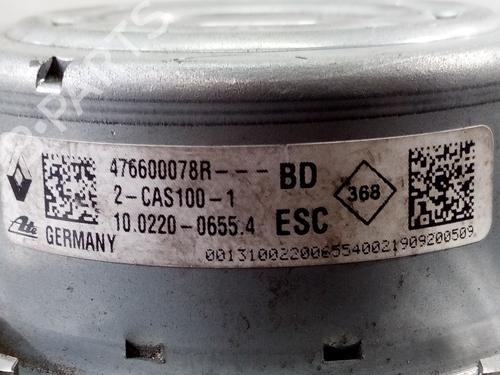 476600078R--- BD
2-CAS100-1
368
10.0220-0655.4 ESC
Ate GERMANY
0013100220065540021909200509